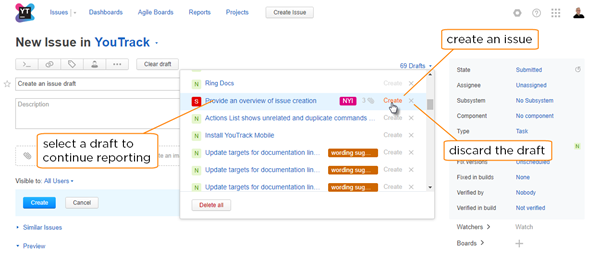 YT
Issues
Dashboards
Agile Boards
Reports
Projects
Create Issue
New Issue in YouTrack
Clear draft
69 Drafts
create an issue
Create an issue draft
Description
Ring Docs
Create
S
Provide an overview of issue creation
NYI
3
Create
N
Actions List shows unrelated and duplicate commands ...
Create
N
Install YouTrack Mobile
Create
N
Update targets for documentation lin...
wording sug...
Create
N
Update targets for documentation lin...
wording sug...
Create
N
Update targets for documentation lin...
wording sug...
Create
Delete all
select a draft to
continue reporting
discard the draft
Visible to: All Users
Create
Cancel
Similar Issues
Preview
State
Submitted
Assignee
Unassigned
Subsystem
No Subsystem
Component
No component
Type
Task
N
Fix versions
Unscheduled
Fixed in builds
None
Verified by
Nobody
Verified in build
Not verified
Watchers
Watch
Boards